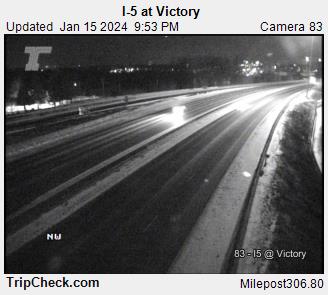 I-5 at Victory
Updated  Jan 15 2024  9:53 PM
Camera 83
T
NW
83 - I5 @ Victory
TripCheck.com
Milepost306.80